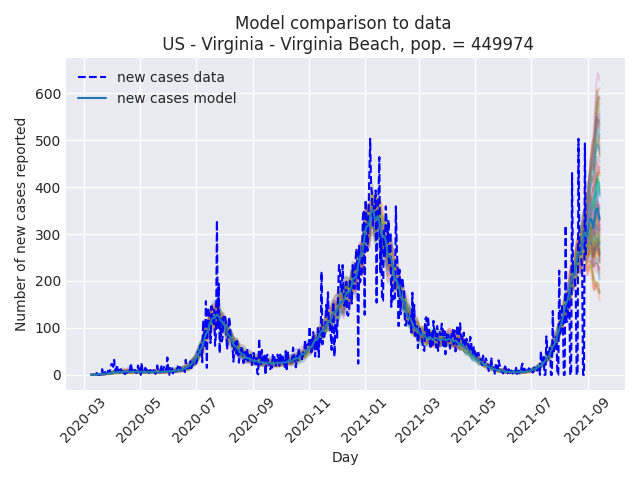 Model comparison to data
US - Virginia - Virginia Beach, pop. = 449974
new cases data
new cases model
Number of new cases reported
600
500
400
300
200
100
0
2020-03
2020-05
2020-07
2020-09
2020-11
2021-01
2021-03
2021-05
2021-07
2021-09
Day